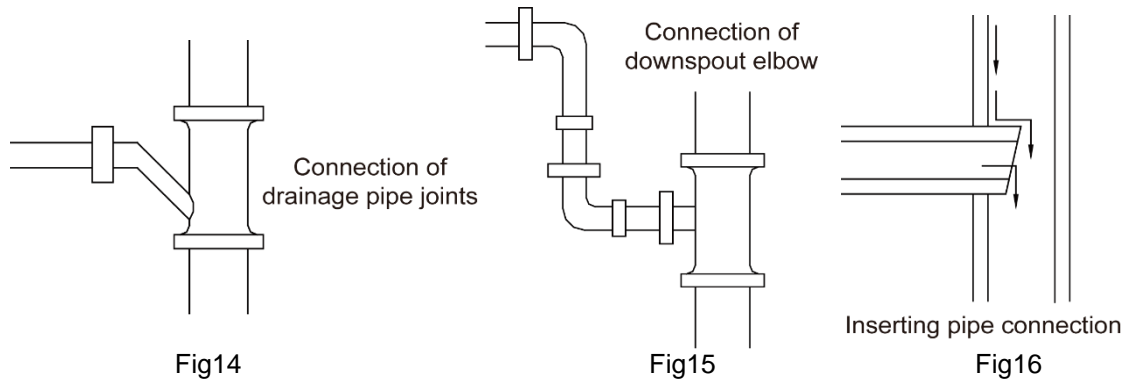 Connection of
drainage pipe joints
Fig14
Connection of
downspout elbow
Fig15
Inserting pipe connection
Fig16